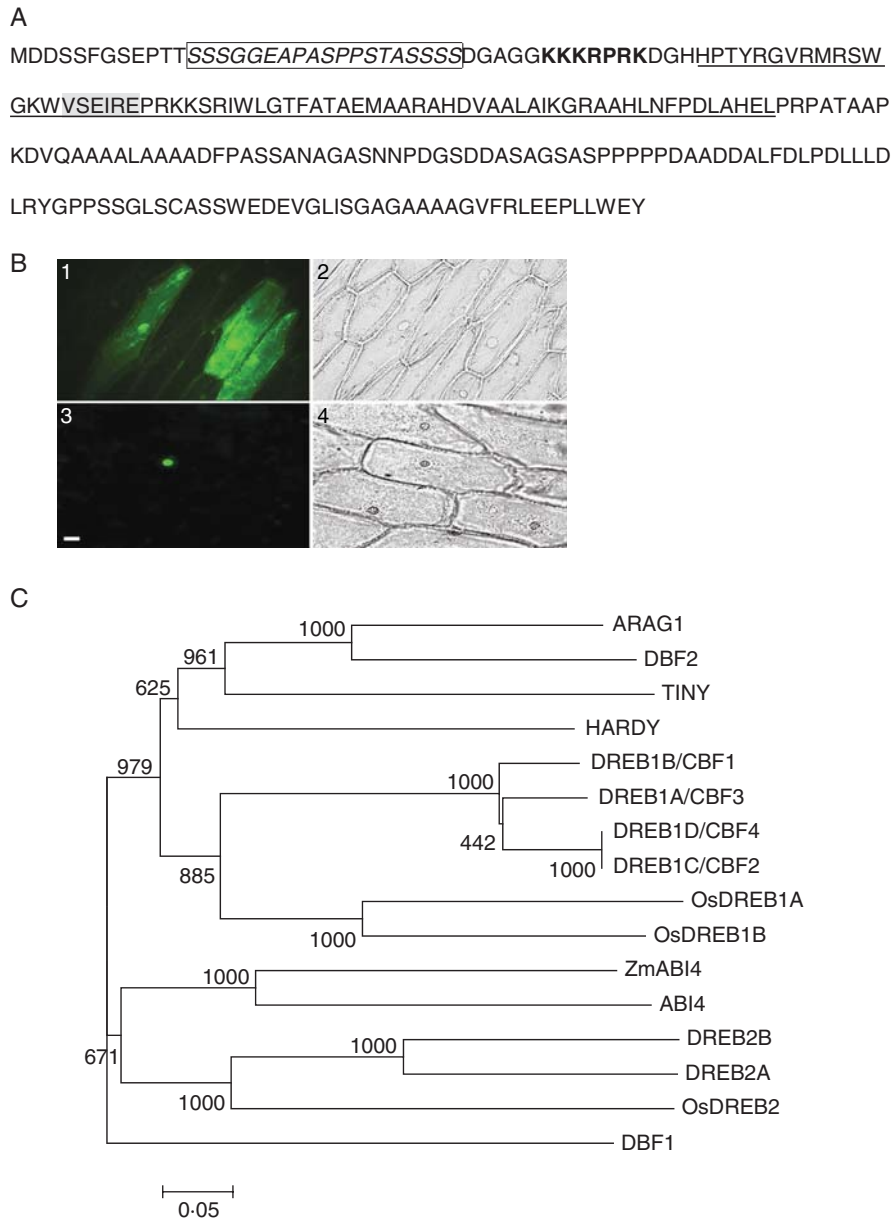 A
MDDSSFGSEPTTSSSGGEAPASPPSTASSSSDGAGGKKKRPRKDGHHPTYRGVRMRSW
GKWVSEIREPRKKSRIWLGTFATAEMAARAHDVAALAIKGRAAHLNFPDLAHELPRPATAAP
KDVQAAAALAAAADFPASSANAGASNNPDGSDDASAGSASPPPPPDAADDALFDLPDLLLD
LRYGPPSSGLSCASSWEDEVGLISGAGAAAAGVFRLEEPLLWEY
B
1
2
3
4
C
1000
ARAG1
DBF2
961
TINY
625
HARDY
979
1000
DREB1B/CBF1
DREB1A/CBF3
442
DREB1D/CBF4
1000
DREB1C/CBF2
885
OsDREB1A
1000
OsDREB1B
1000
ZmABI4
ABI4
671
1000
DREB2B
DREB2A
1000
OsDREB2
DBF1
0·05